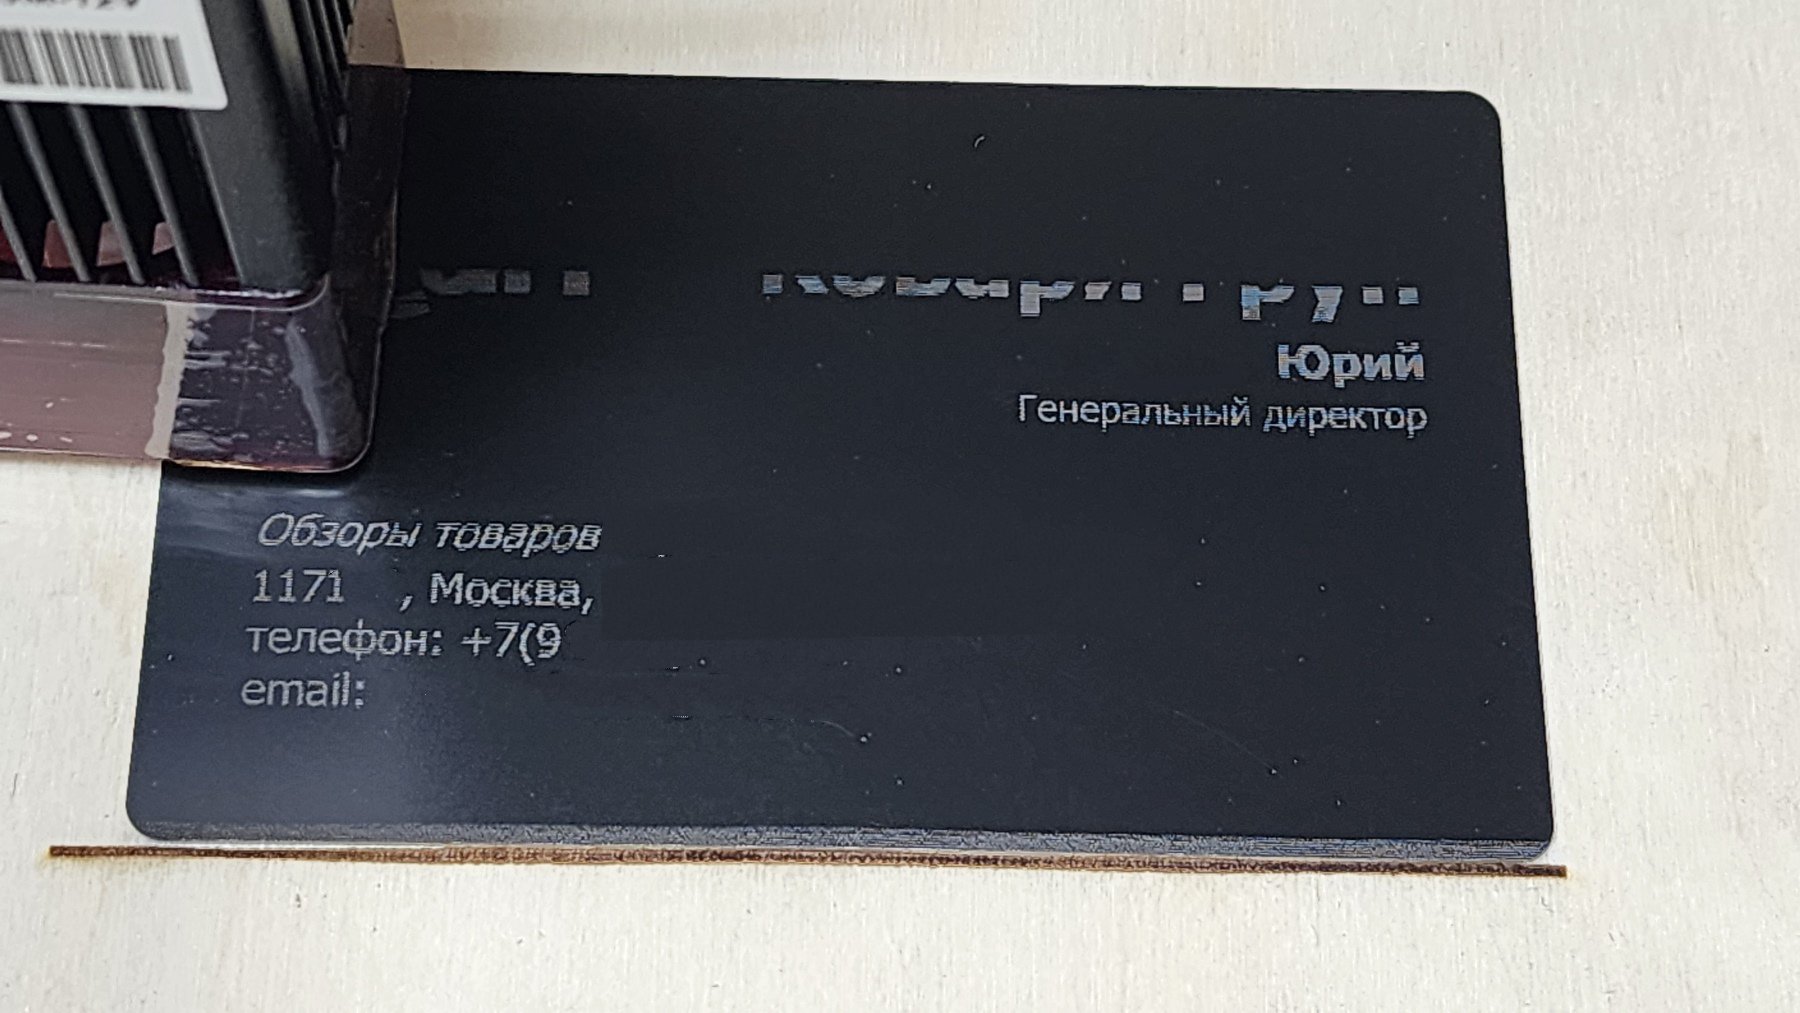 Юрий
Генеральный директор
Обзоры товаров
1171 , Москва,
телефон: +7(9
email: